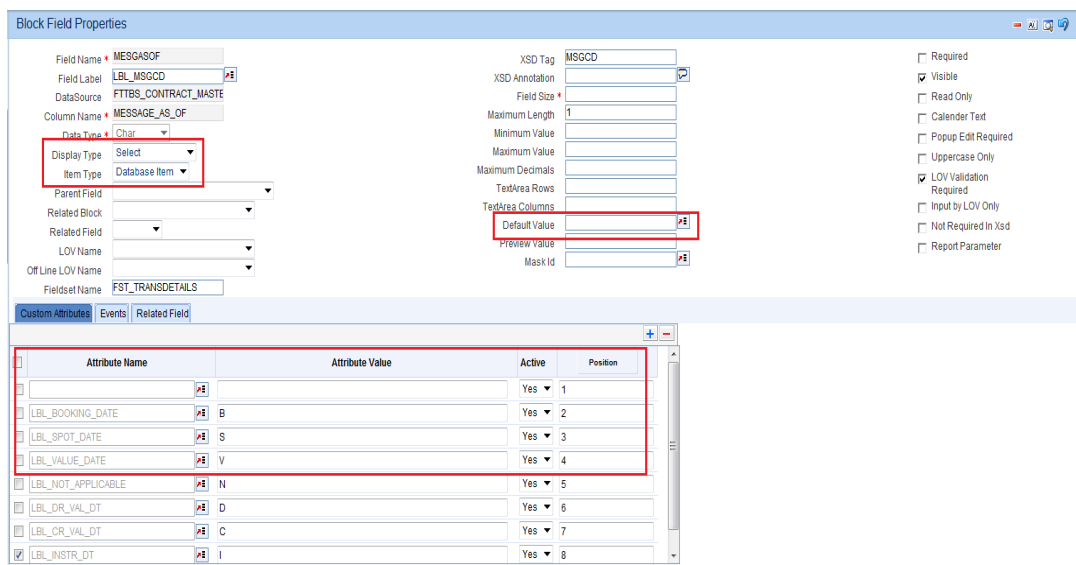 Block Field Properties
Field Name * MESGASOF
Field Label LBL_MSGCD
DataSource FTTBS_CONTRACT_MASTE
Column Name * MESSAGE_AS_OF
Data Type * Char
Display Type Select
Item Type Database Item
Parent Field
Related Block
Related Field
LOV Name
Off Line LOV Name
Fieldset Name FST_TRANSDETAILS
XSD Tag MSGCD
XSD Annotation
Field Size *
Maximum Length 1
Minimum Value
Maximum Value
Maximum Decimals
TextArea Rows
TextArea Columns
Default Value
Preview Value
Mask Id
Required
Visible
Read Only
Calender Text
Popup Edit Required
Uppercase Only
LOV Validation
Required
Input by LOV Only
Not Required In Xsd
Report Parameter
Custom Attributes Events Related Field
Attribute Name Attribute Value Active Position
Yes 1
LBL_BOOKING_DATE B Yes 2
LBL_SPOT_DATE S Yes 3
LBL_VALUE_DATE V Yes 4
LBL_NOT_APPLICABLE N Yes 5
LBL_DR_VAL_DT D Yes 6
LBL_CR_VAL_DT C Yes 7
LBL_INSTR_DT I Yes 8